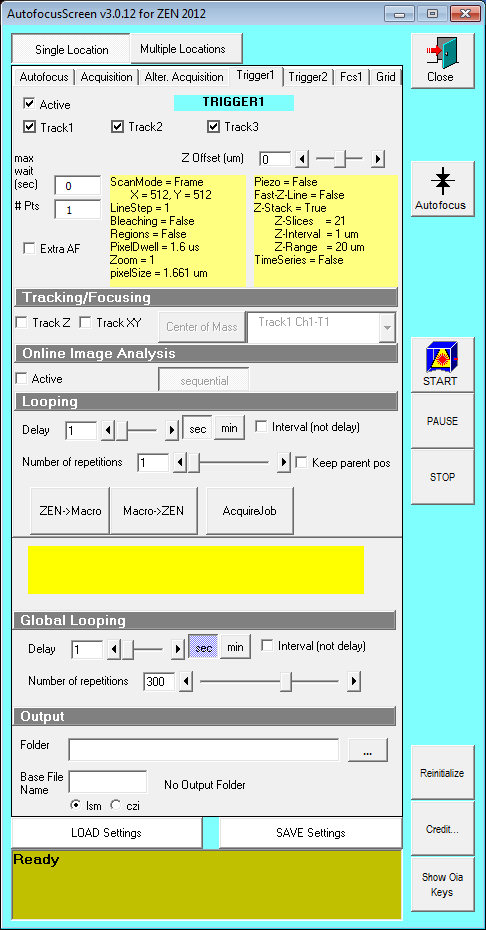 AutofocusScreen v3.0.12 for ZEN 2012
Single Location
Multiple Locations
Close
Autofocus
Acquisition
Alter. Acquisition
Trigger1
Trigger2
Fcs1
Grid
Active
TRIGGER1
Track1
Track2
Track3
max
wait
(sec)
0
Z Offset (um)
0
# Pts
1
Extra AF
ScanMode = Frame
X = 512, Y = 512
LineStep = 1
Bleaching = False
Regions = False
PixelDwell = 1.6 us
Zoom = 1
pixelSize = 1.661 um
Piezo = False
Fast-Z-Line = False
Z-Stack = True
Z-Slices = 21
Z-Interval = 1 um
Z-Range = 20 um
TimeSeries = False
Autofocus
Tracking/Focusing
Track Z
Track XY
Center of Mass
Track1 Ch1-T1
Online Image Analysis
Active
sequential
START
Looping
Delay
1
sec
min
Interval (not delay)
PAUSE
Number of repetitions
1
Keep parent pos
STOP
ZEN->Macro
Macro->ZEN
AcquireJob
Global Looping
Delay
1
sec
min
Interval (not delay)
Number of repetitions
300
Output
Folder
...
Base File
Name
No Output Folder
lsm
czi
Reinitialize
LOAD Settings
SAVE Settings
Credit...
Ready
Show Oia
Keys